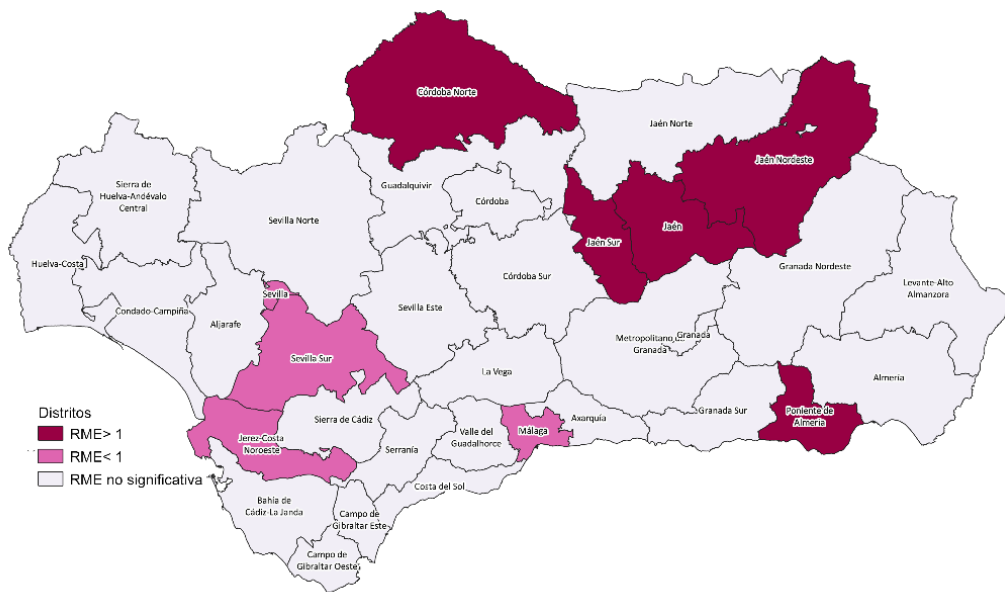 Córdoba Norte
Jaén Norte
Jaén Nordeste
Sierra de
Huelva-Andévalo
Central
Guadalquivir
Córdoba
Sevilla Norte
Jaén
Jaén Sur
Huelva-Costa
Granada Nordeste
Córdoba Sur
Levante-Alto
Almanzora
Sevilla
Condado-Campiña
Sevilla Este
Aljarafe
Metropolitano de
Granada
Granada
Sevilla Sur
La Vega
Almería
Distritos
RME> 1
RME< 1
RME no significativa
Sierra de Cádiz
Axarquía
Granada Sur
Poniente de
Almería
Málaga
Valle del
Guadalhorce
Jerez-Costa
Noroeste
Serranía
Costa del Sol
Bahía de
Cádiz-La Janda
Campo de
Gibraltar Este
Campo de
Gibraltar Oeste